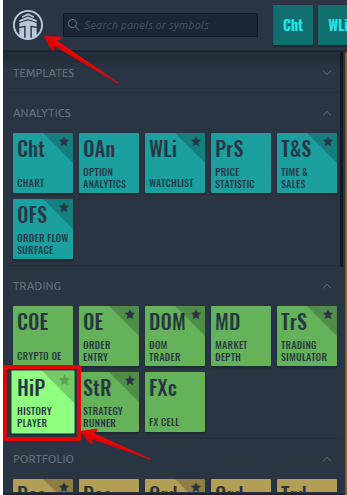 Search panels or symbols
Cht
TEMPLATES
ANALYTICS
Cht
CHART
OAn
OPTION
ANALYTICS
WLi
WATCHLIST
PrS
PRICE
STATISTIC
T&S
TIME &
SALES
OFS
ORDER FLOW
SURFACE
TRADING
COE
CRYPTO OE
OE
ORDER
ENTRY
DOM
DOM
TRADER
MD
MARKET
DEPTH
TrS
TRADING
SIMULATOR
HiP
HISTORY
PLAYER
StR
STRATEGY
RUNNER
FXc
FX CELL
PORTFOLIO